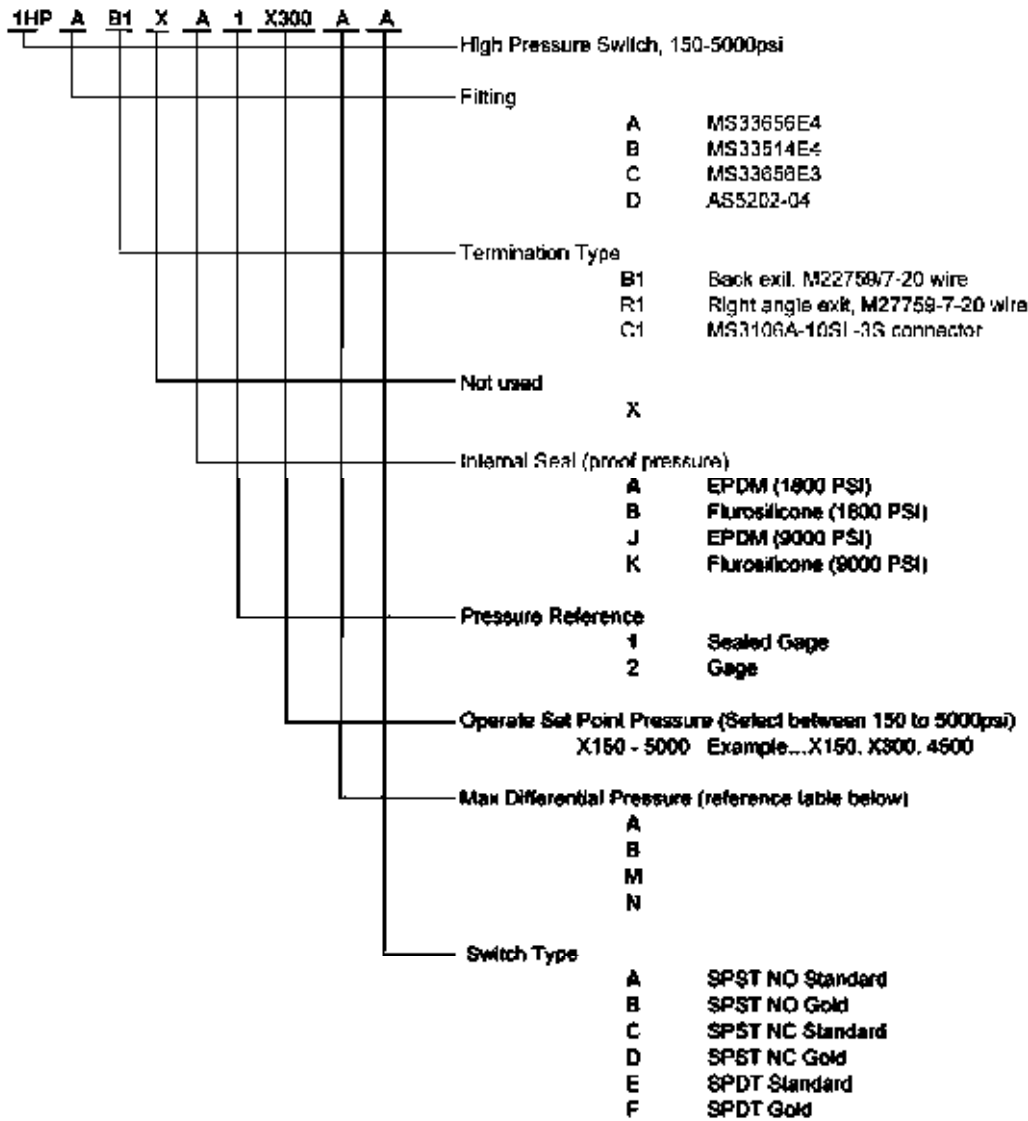 1HP A B1 X A 1 X300 A A
High Pressure Switch, 150-5000psi
Fitting
A MS33656E4
B MS33514E4
C MS33656E3
D AS5202-04
Termination Type
B1 Back exit. M22759/7-20 wire
R1 Right angle exit, M27759-7-20 wire
C1 MS3106A-10SL-3S connector
Not used
X
Internal Seal (proof pressure)
A EPDM (1800 PSI)
B Flurosilicone (1800 PSI)
J EPDM (9000 PSI)
K Flurosilicone (9000 PSI)
Pressure Reference
1 Sealed Gage
2 Gage
Operate Set Point Pressure (Select between 150 to 5000psi)
X150 - 5000 Example...X150, X300, 4500
Max Differential Pressure (reference table below)
A
B
M
N
Switch Type
A SPST NO Standard
B SPST NO Gold
C SPST NC Standard
D SPST NC Gold
E SPDT Standard
F SPDT Gold